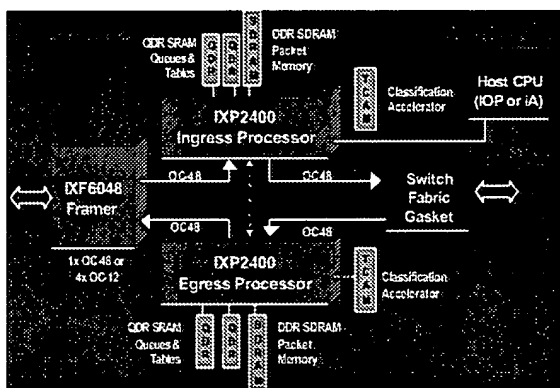 QDR SRAM
Queues &
Tables
DDR SDRAM
Packet
Memory
TCAM
Classification
Accelerator
Host CPU
(IOP or iA)
IXP2400
Ingress Processor
IXF6048
Framer
OC48
OC48
Switch
Fabric
Gasket
OC48
OC48
1x OC48 or
4x OC-12
IXP2400
Egress Processor
TCAM
Classification
Accelerator
QDR SRAM
Queues &
Tables
DDR SDRAM
Packet
Memory